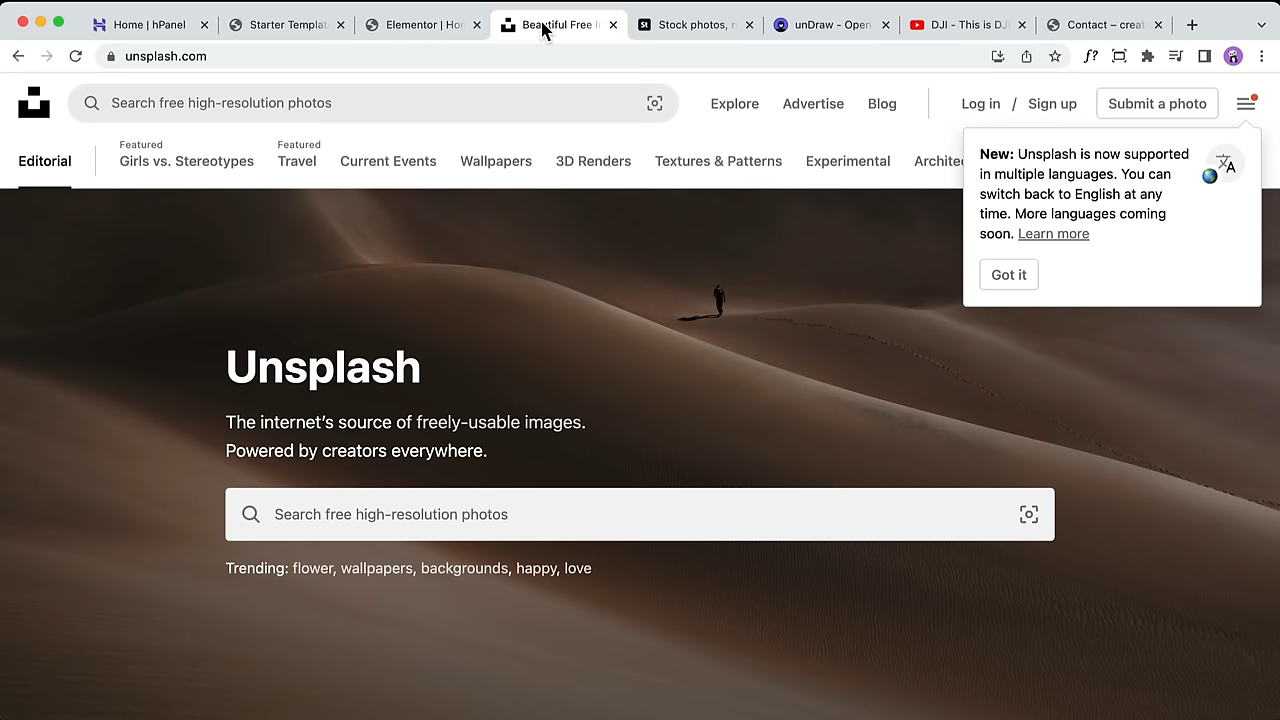 Home | hPanel
Starter Templat
Elementor | Hor
Beautiful Free I
Stock photos, r
unDraw - Open
DJI - This is DJ
Contact – creat
unsplash.com
f?
Search free high-resolution photos
Explore
Advertise
Blog
Log in / Sign up
Submit a photo
Editorial
Featured
Girls vs. Stereotypes
Featured
Travel
Current Events
Wallpapers
3D Renders
Textures & Patterns
Experimental
Archite
New: Unsplash is now supported
in multiple languages. You can
switch back to English at any
time. More languages coming
soon. Learn more
Got it
Unsplash
The internet’s source of freely-usable images.
Powered by creators everywhere.
Search free high-resolution photos
Trending: flower, wallpapers, backgrounds, happy, love